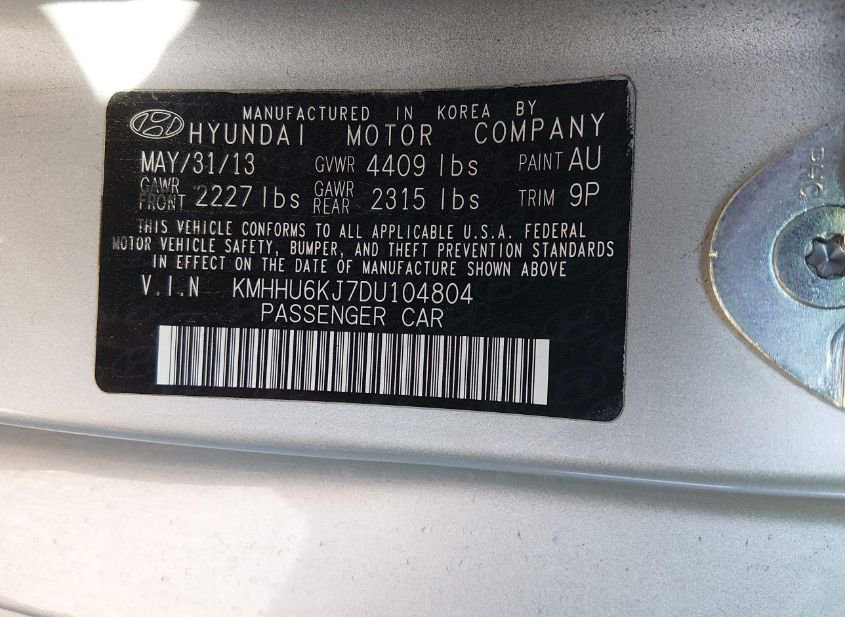 MANUFACTURED IN KOREA BY
HYUNDAI MOTOR COMPANY
MAY/31/13 GVWR 4409 lbs PAINT AU
GAWR FRONT 2227 lbs GAWR REAR 2315 lbs TRIM 9P
THIS VEHICLE CONFORMS TO ALL APPLICABLE U.S.A. FEDERAL
MOTOR VEHICLE SAFETY, BUMPER, AND THEFT PREVENTION STANDARDS
IN EFFECT ON THE DATE OF MANUFACTURE SHOWN ABOVE
V.I.N KMHHU6KJ7DU104804
PASSENGER CAR